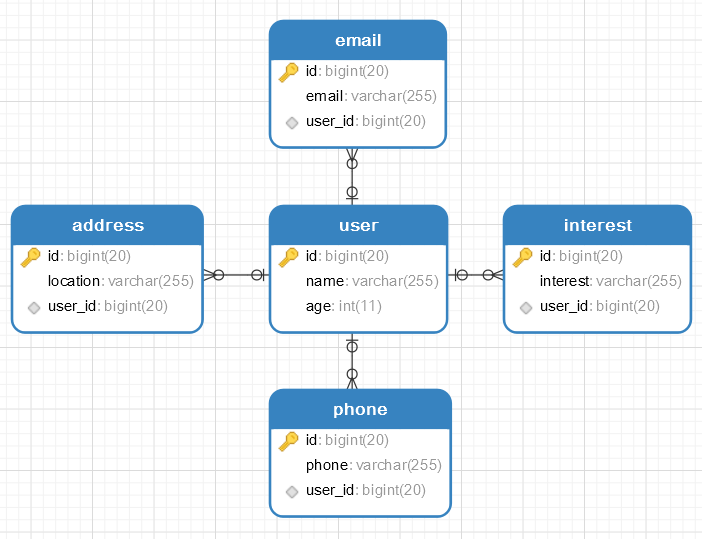 email
id: bigint(20)
email: varchar(255)
user_id: bigint(20)
address
id: bigint(20)
location: varchar(255)
user_id: bigint(20)
user
id: bigint(20)
name: varchar(255)
age: int(11)
interest
id: bigint(20)
interest: varchar(255)
user_id: bigint(20)
phone
id: bigint(20)
phone: varchar(255)
user_id: bigint(20)